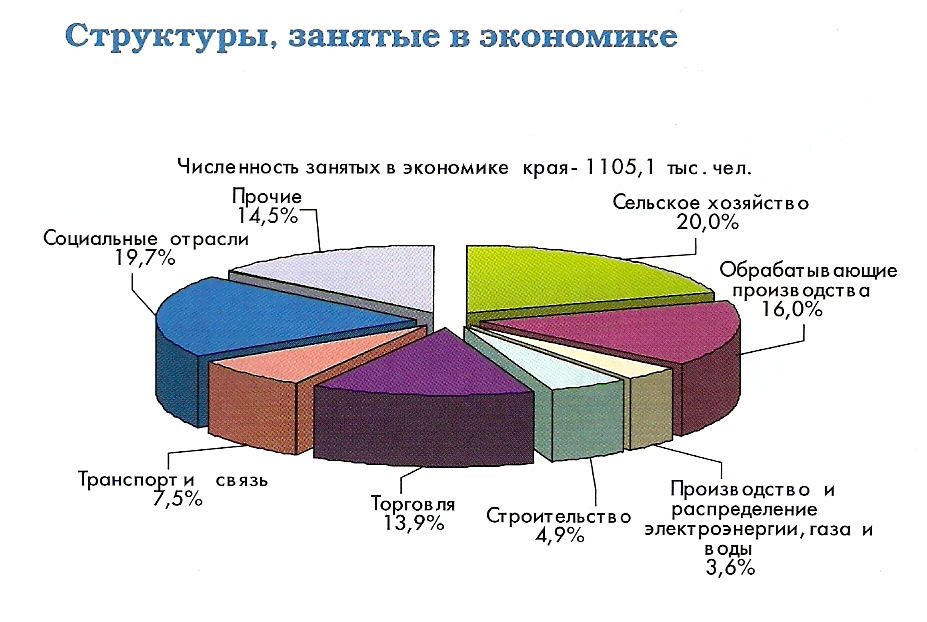 Структуры, занятые в экономике
Численность занятых в экономике края- 1105,1 тыс. чел.
Прочие
14,5%
Сельское хозяйство
20,0%
Социальные отрасли
19,7%
Обрабатывающие
производства
16,0%
Транспорт и связь
7,5%
Торговля
13,9%
Строительство
4,9%
Производство и
распределение
электроэнергии, газа и
воды
3,6%